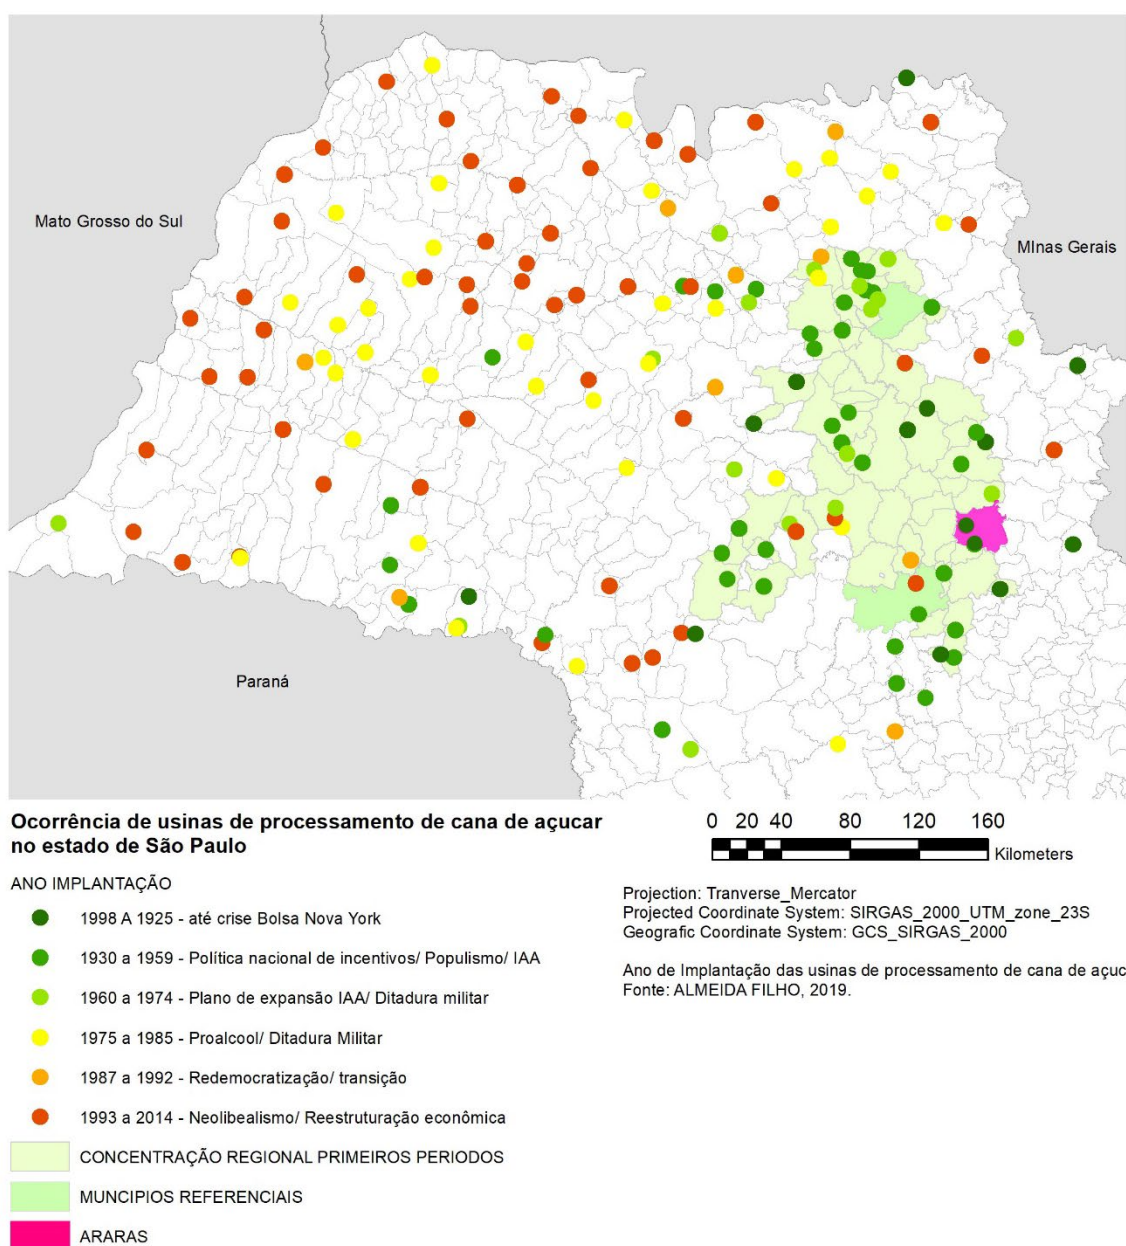 Mato Grosso do Sul
MInas Gerais
Paraná
Ocorrência de usinas de processamento de cana de açucar
no estado de São Paulo
ANO IMPLANTAÇÃO
1998 A 1925 - até crise Bolsa Nova York
1930 a 1959 - Política nacional de incentivos/ Populismo/ IAA
1960 a 1974 - Plano de expansão IAA/ Ditadura militar
1975 a 1985 - Proalcool/ Ditadura Militar
1987 a 1992 - Redemocratização/ transição
1993 a 2014 - Neolibealismo/ Reestruturação econômica
CONCENTRAÇÃO REGIONAL PRIMEIROS PERIODOS
MUNCIPIOS REFERENCIAIS
ARARAS
0 20 40 80 120 160
Kilometers
Projection: Tranverse_Mercator
Projected Coordinate System: SIRGAS_2000_UTM_zone_23S
Geografic Coordinate System: GCS_SIRGAS_2000
Ano de Implantação das usinas de processamento de cana de açuc
Fonte: ALMEIDA FILHO, 2019.